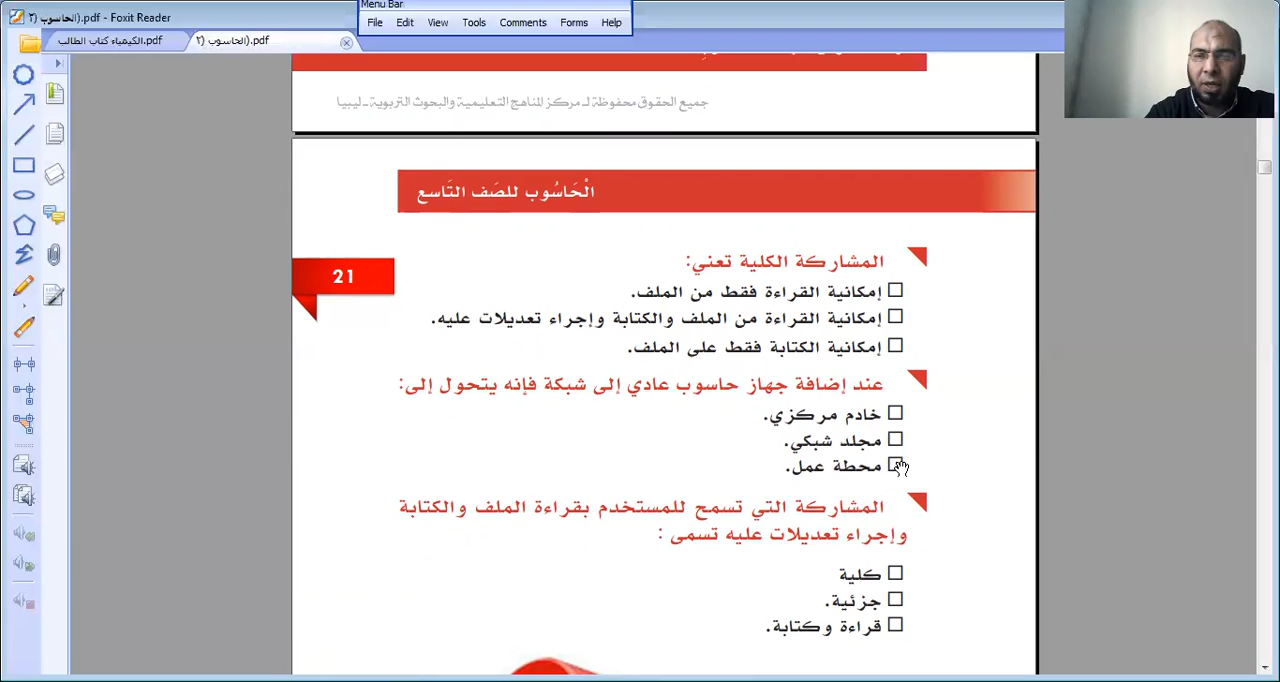 الحاسوب (٢).pdf - Foxit Reader
Menu Bar
File Edit View Tools Comments Forms Help
الكيمياء كتاب الطالب.pdf
الحاسوب (٢).pdf
جميع الحقوق محفوظة لـ مركز المناهج التعليمية والبحوث التربوية ـ ليبيا
الْحَاسُوب للصَف التَاسع
21
المشاركة الكلية تعني:
إمكانية القراءة فقط من الملف.
إمكانية القراءة من الملف والكتابة وإجراء تعديلات عليه.
إمكانية الكتابة فقط على الملف.
عند إضافة جهاز حاسوب عادي إلى شبكة فإنه يتحول إلى:
خادم مركزي.
مجلد شبكي.
محطة عمل.
المشاركة التي تسمح للمستخدم بقراءة الملف والكتابة
وإجراء تعديلات عليه تسمى :
كلية
جزئية.
قراءة وكتابة.